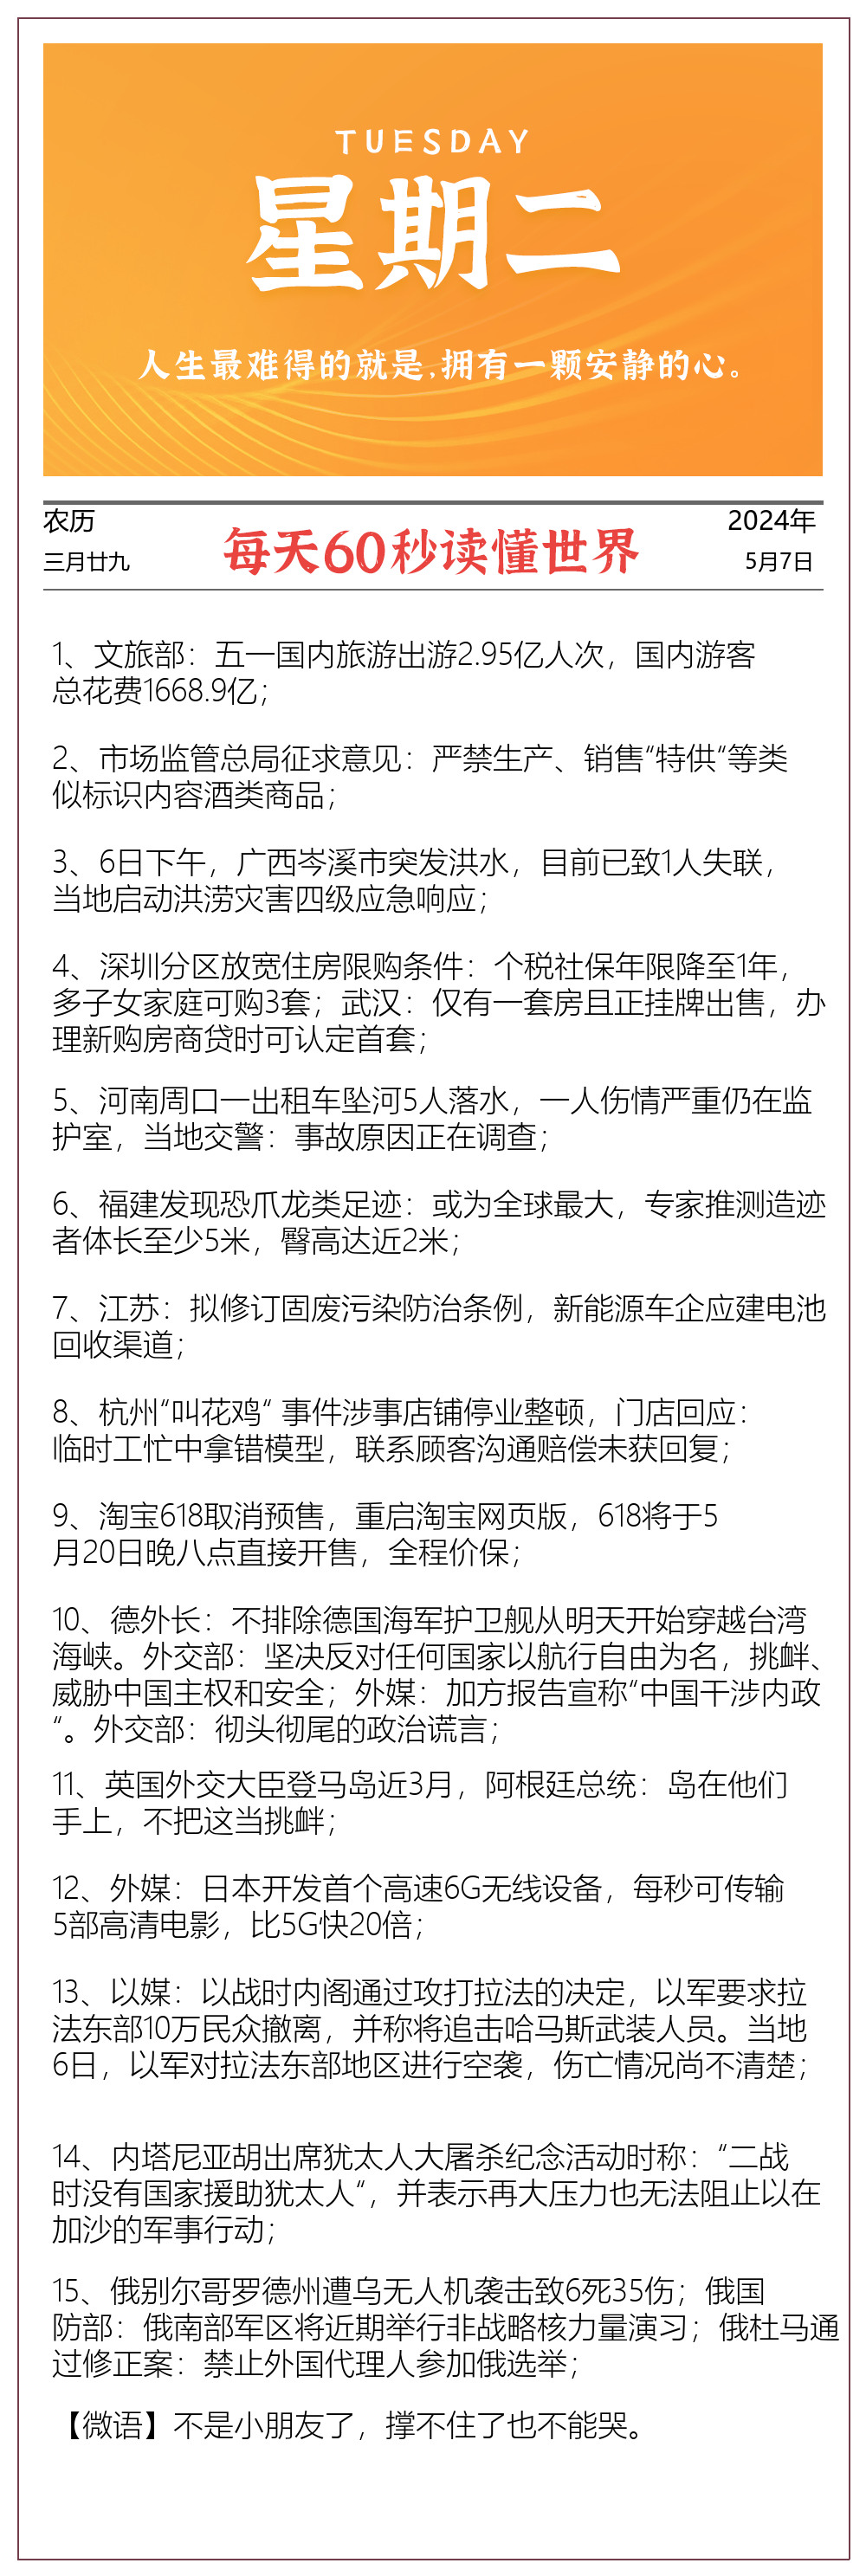 TUESDAY
星期二
人生最难得的就是,拥有一颗安静的心。
农历
三月廿九
每天60秒读懂世界
2024年
5月7日
1、文旅部：五一国内旅游出游2.95亿人次，国内游客
总花费1668.9亿；
2、市场监管总局征求意见：严禁生产、销售“特供“等类
似标识内容酒类商品；
3、6日下午，广西岑溪市突发洪水，目前已致1人失联，
当地启动洪涝灾害四级应急响应；
4、深圳分区放宽住房限购条件：个税社保年限降至1年，
多子女家庭可购3套；武汉：仅有一套房且正挂牌出售，办
理新购房商贷时可认定首套；
5、河南周口一出租车坠河5人落水，一人伤情严重仍在监
护室，当地交警：事故原因正在调查；
6、福建发现恐爪龙类足迹：或为全球最大，专家推测造迹
者体长至少5米，臀高达近2米；
7、江苏：拟修订固废污染防治条例，新能源车企应建电池
回收渠道；
8、杭州“叫花鸡“ 事件涉事店铺停业整顿，门店回应：
临时工忙中拿错模型，联系顾客沟通赔偿未获回复；
9、淘宝618取消预售，重启淘宝网页版，618将于5
月20日晚八点直接开售，全程价保；
10、德外长：不排除德国海军护卫舰从明天开始穿越台湾
海峡。外交部：坚决反对任何国家以航行自由为名，挑衅、
威胁中国主权和安全；外媒：加方报告宣称“中国干涉内政
“。外交部：彻头彻尾的政治谎言；
11、英国外交大臣登马岛近3月，阿根廷总统：岛在他们
手上，不把这当挑衅；
12、外媒：日本开发首个高速6G无线设备，每秒可传输
5部高清电影，比5G快20倍；
13、以媒：以战时内阁通过攻打拉法的决定，以军要求拉
法东部10万民众撤离，并称将追击哈马斯武装人员。当地
6日，以军对拉法东部地区进行空袭，伤亡情况尚不清楚；
14、内塔尼亚胡出席犹太人大屠杀纪念活动时称：“二战
时没有国家援助犹太人“，并表示再大压力也无法阻止以在
加沙的军事行动；
15、俄别尔哥罗德州遭乌无人机袭击致6死35伤；俄国
防部：俄南部军区将近期举行非战略核力量演习；俄杜马通
过修正案：禁止外国代理人参加俄选举；
【微语】不是小朋友了，撑不住了也不能哭。